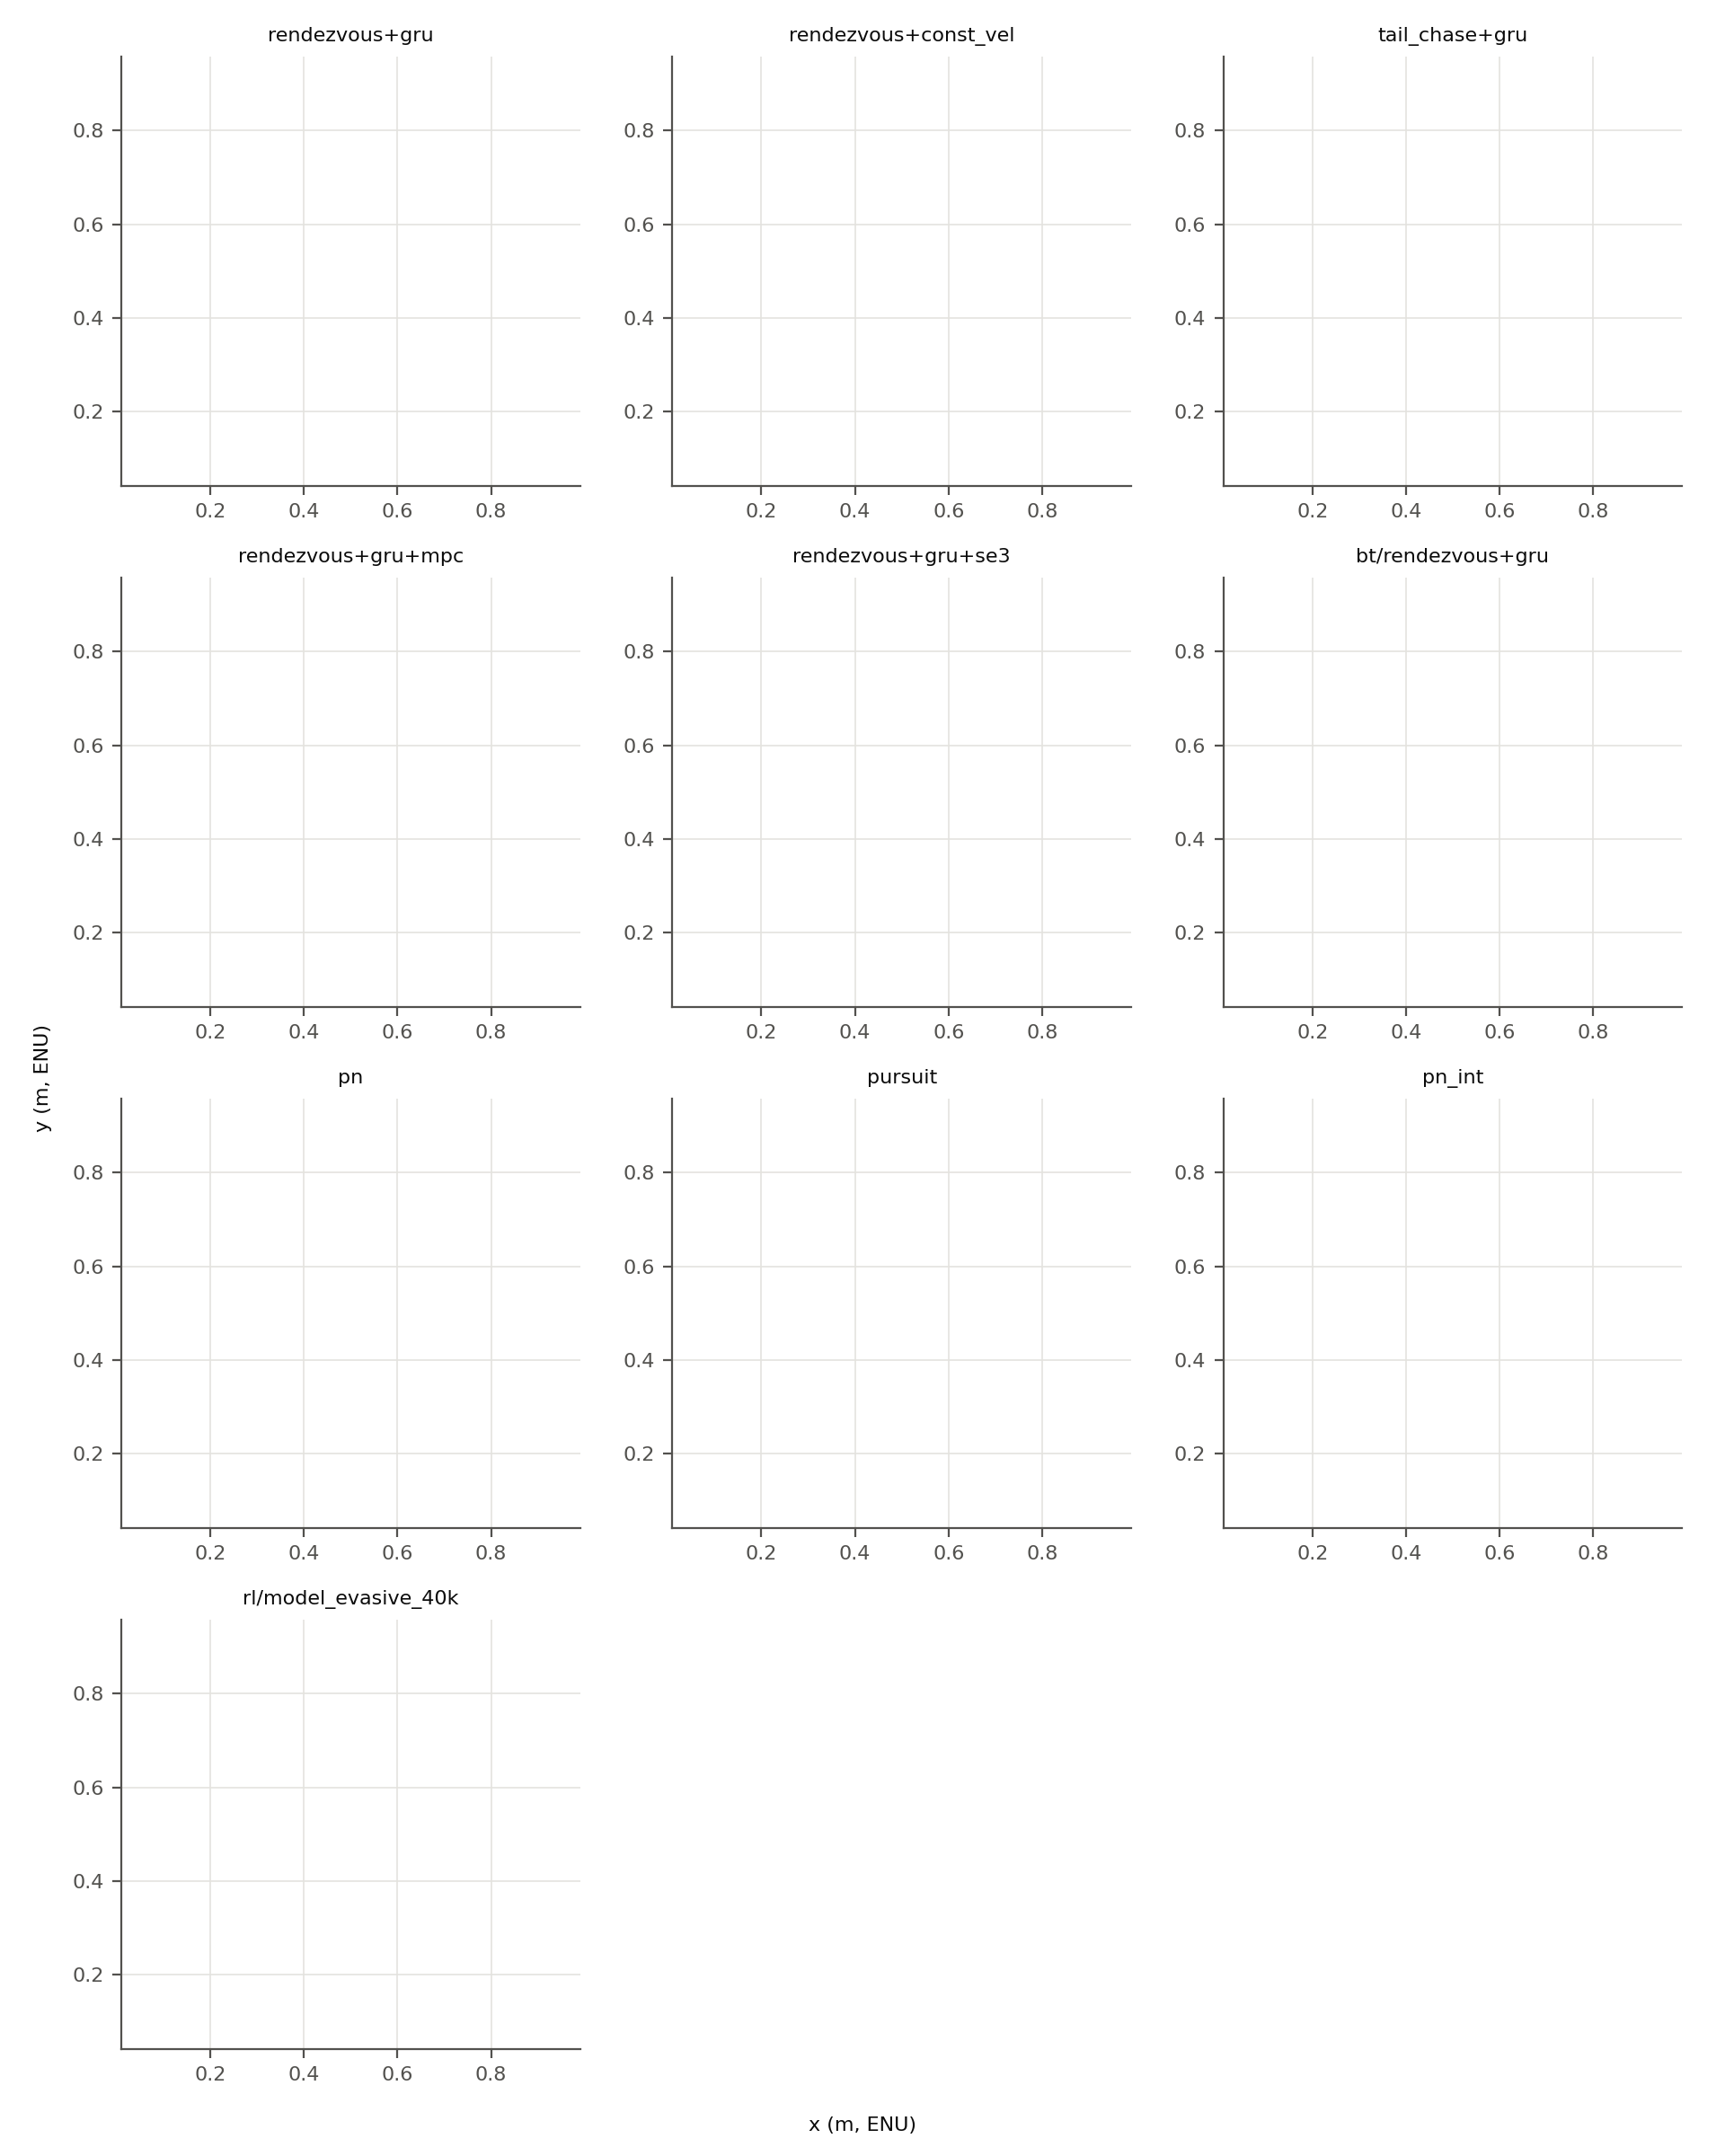 rendezvous+gru
0.8
0.6
0.4
0.2
0.2 0.4 0.6 0.8
rendezvous+const_vel
0.8
0.6
0.4
0.2
0.2 0.4 0.6 0.8
tail_chase+gru
0.8
0.6
0.4
0.2
0.2 0.4 0.6 0.8
rendezvous+gru+mpc
0.8
0.6
0.4
0.2
0.2 0.4 0.6 0.8
rendezvous+gru+se3
0.8
0.6
0.4
0.2
0.2 0.4 0.6 0.8
bt/rendezvous+gru
0.8
0.6
0.4
0.2
0.2 0.4 0.6 0.8
y (m, ENU)
pn
0.8
0.6
0.4
0.2
0.2 0.4 0.6 0.8
pursuit
0.8
0.6
0.4
0.2
0.2 0.4 0.6 0.8
pn_int
0.8
0.6
0.4
0.2
0.2 0.4 0.6 0.8
rl/model_evasive_40k
0.8
0.6
0.4
0.2
0.2 0.4 0.6 0.8
x (m, ENU)